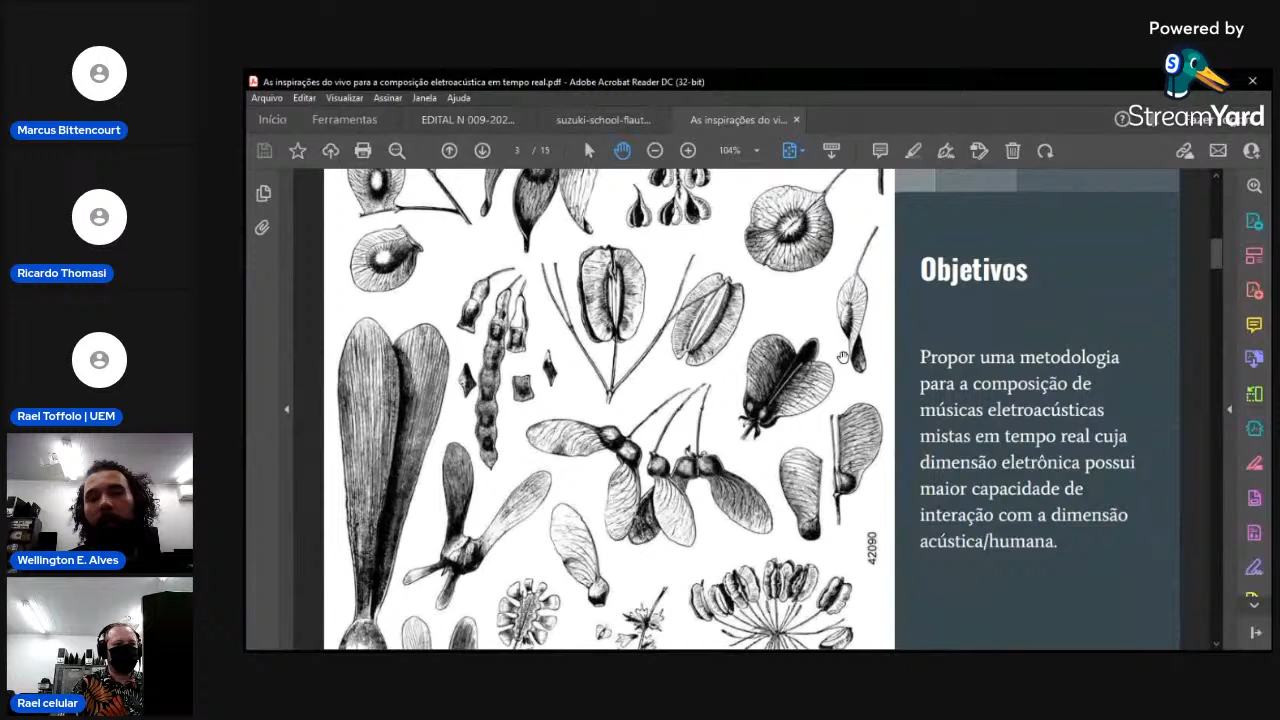 Powered by
StreamYard
Marcus Bittencourt
Ricardo Thomasi
Rael Toffolo | UEM
Wellington E. Alves
Rael celular
As inspirações do vivo para a composição eletroacústica em tempo real.pdf - Adobe Acrobat Reader DC (32-bit)
Arquivo Editar Visualizar Assinar Janela Ajuda
Início Ferramentas EDITAL N 009-202... suzuki-school-flaut... As inspirações do vi...
3 / 15 104%
Objetivos
Propor uma metodologia
para a composição de
músicas eletroacústicas
mistas em tempo real cuja
dimensão eletrônica possui
maior capacidade de
interação com a dimensão
acústica/humana.
42090